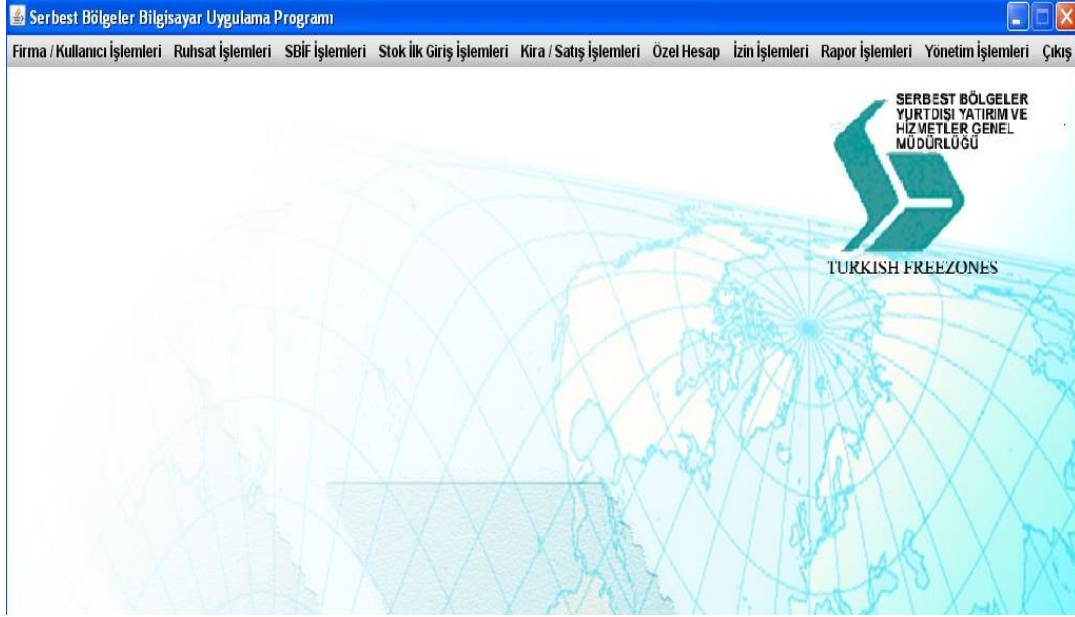 Serbest Bölgeler Bilgisayar Uygulama Programı
Firma / Kullanıcı İşlemleri Ruhsat İşlemleri SBİF İşlemleri Stok İlk Giriş İşlemleri Kira / Satış İşlemleri Özel Hesap İzin İşlemleri Rapor İşlemleri Yönetim İşlemleri Çıkış
SERBEST BÖLGELER
YURTDIŞI YATIRIM VE
HİZMETLER GENEL
MÜDÜRLÜĞÜ
TURKISH FREEZONES